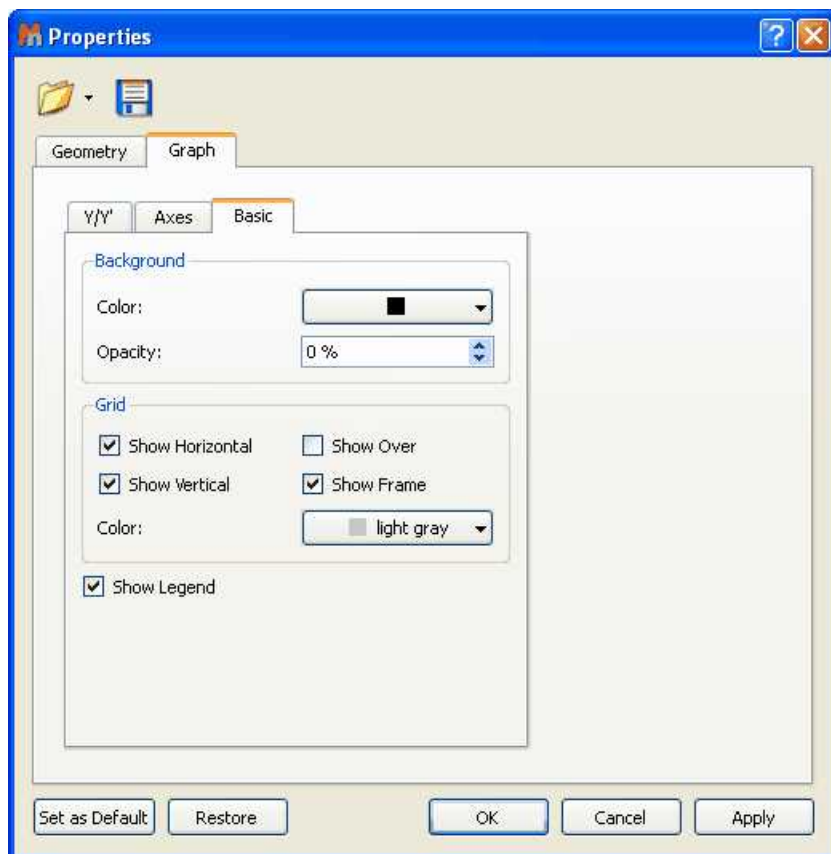 Properties
Geometry Graph
Y/Y' Axes Basic
Background
Color:
Opacity: 0 %
Grid
Show Horizontal Show Over
Show Vertical Show Frame
Color: light gray
Show Legend
Set as Default Restore OK Cancel Apply